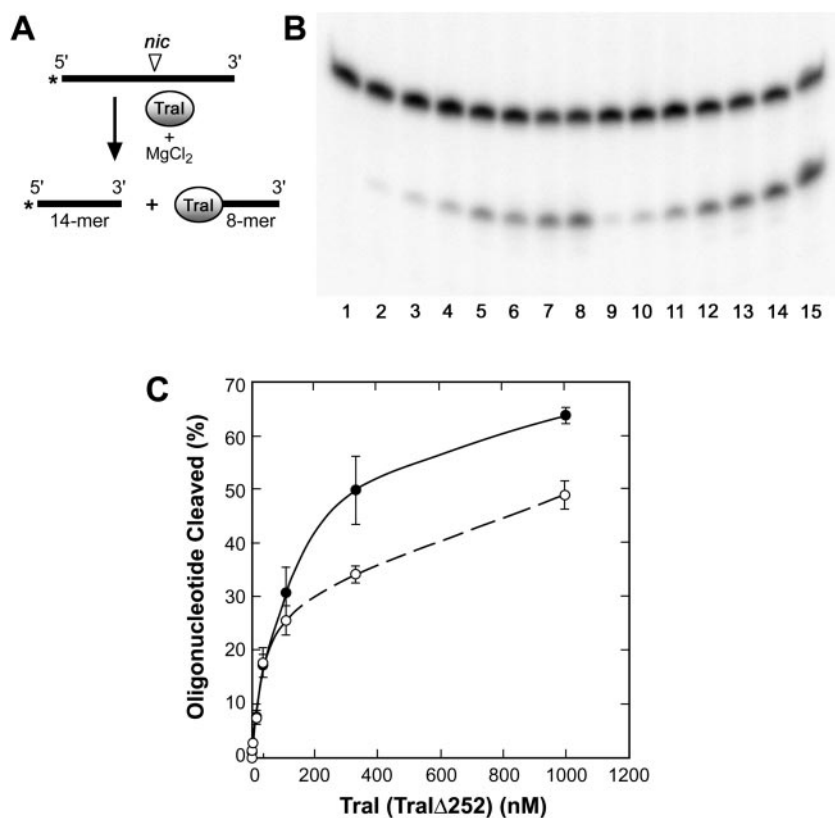 A
nic
5' 3'
*
TraI
+
MgCl2
5' 3' 3'
* + TraI
14-mer 8-mer
B
1 2 3 4 5 6 7 8 9 10 11 12 13 14 15
C
Oligonucleotide Cleaved (%)
70
60
50
40
30
20
10
0
0 200 400 600 800 1000 1200
TraI (TraIΔ252) (nM)